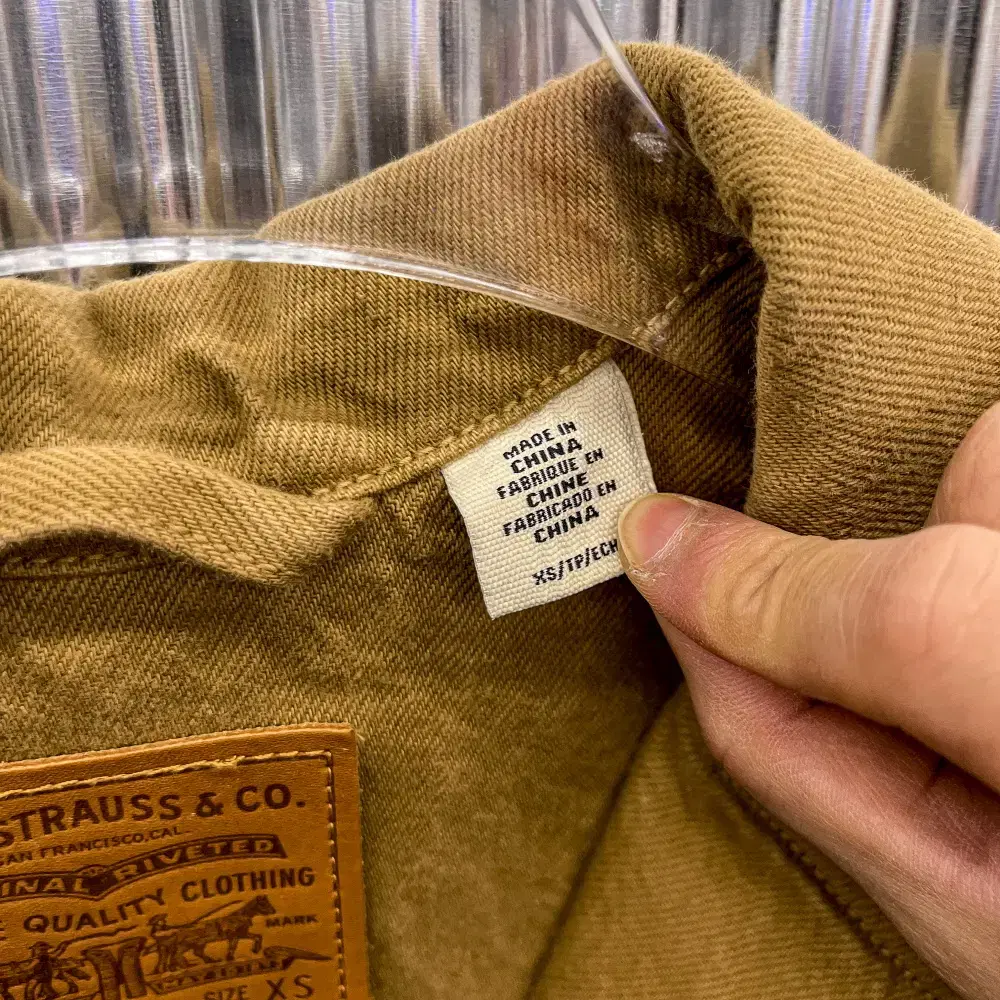 MADE IN
CHINA
FABRIQUE EN
CHINE
FABRICADO EN
CHINA
XS/TP/ECH
STRAUSS & CO.
SAN FRANCISCO, CAL.
INAL RIVETED
QUALITY CLOTHING
MARK
SIZE XS